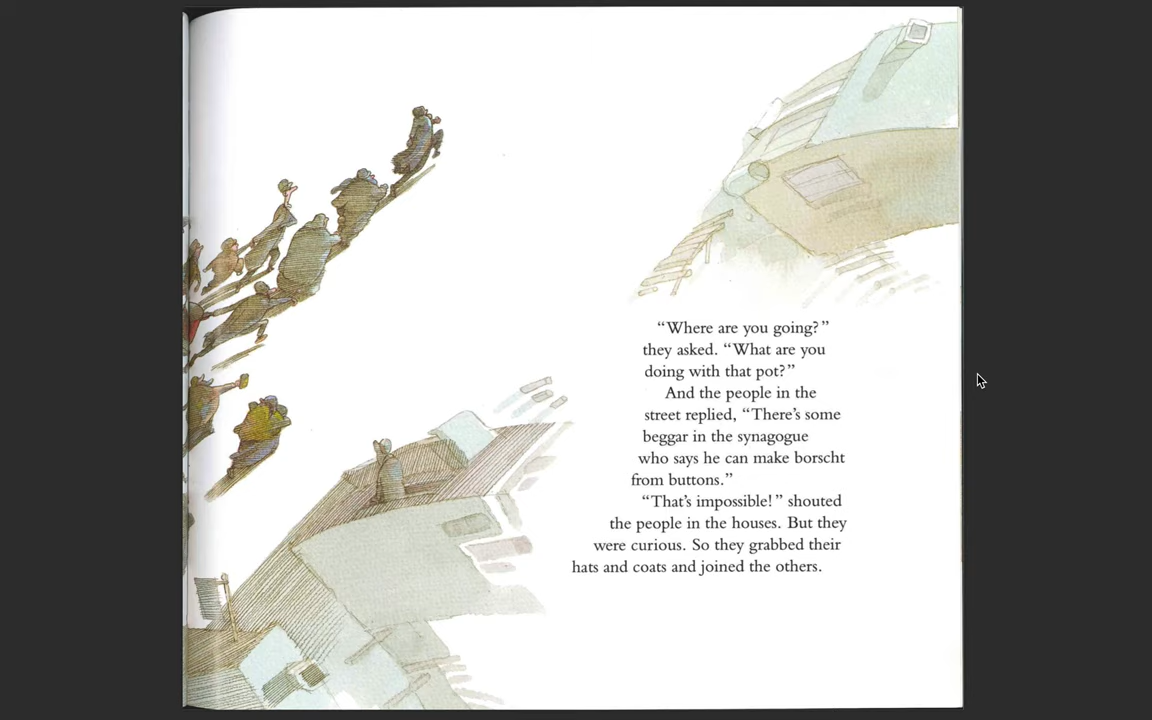 “Where are you going?”
they asked. “What are you
doing with that pot?”
And the people in the
street replied, “There’s some
beggar in the synagogue
who says he can make borscht
from buttons.”
“That’s impossible!” shouted
the people in the houses. But they
were curious. So they grabbed their
hats and coats and joined the others.